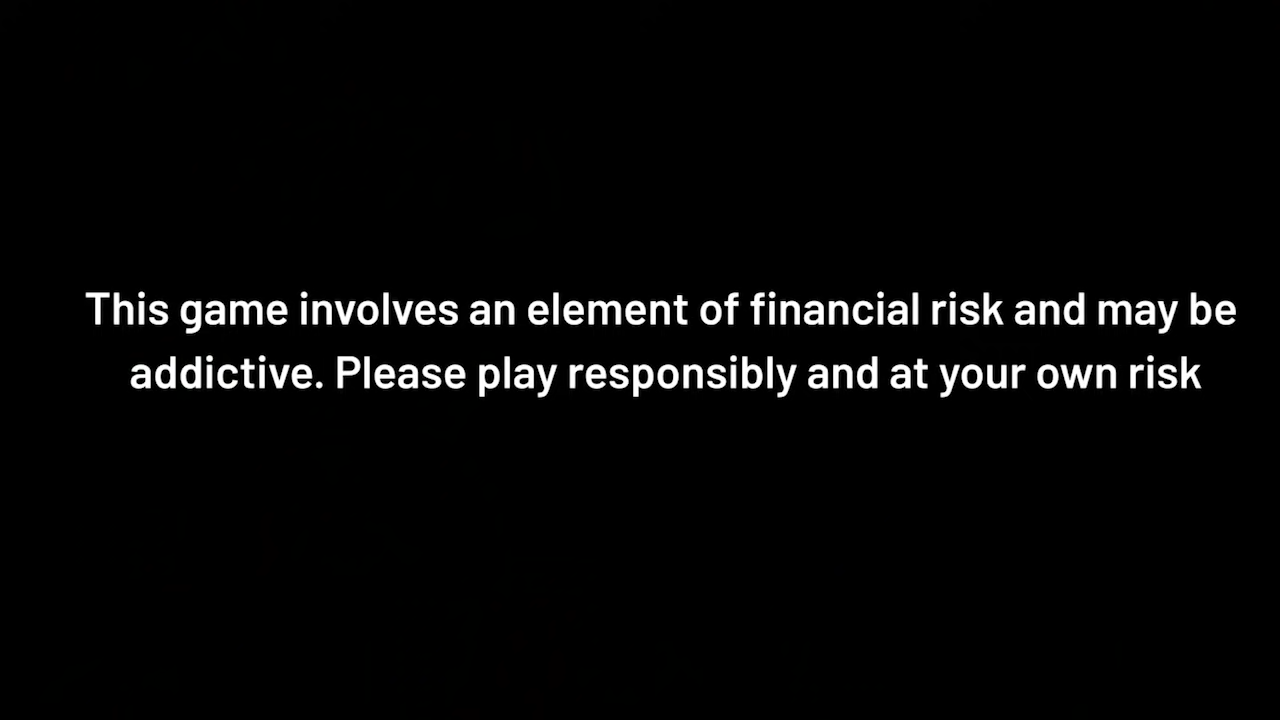 This game involves an element of financial risk and may be
addictive. Please play responsibly and at your own risk